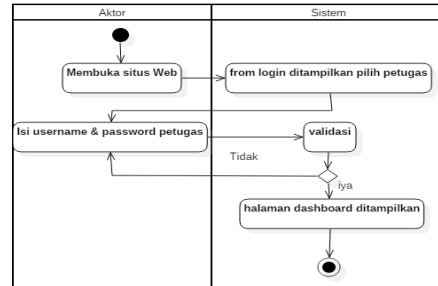 Aktor
Sistem
Membuka situs Web
from login ditampilkan pilih petugas
Isi username & password petugas
validasi
Tidak
iya
halaman dashboard ditampilkan